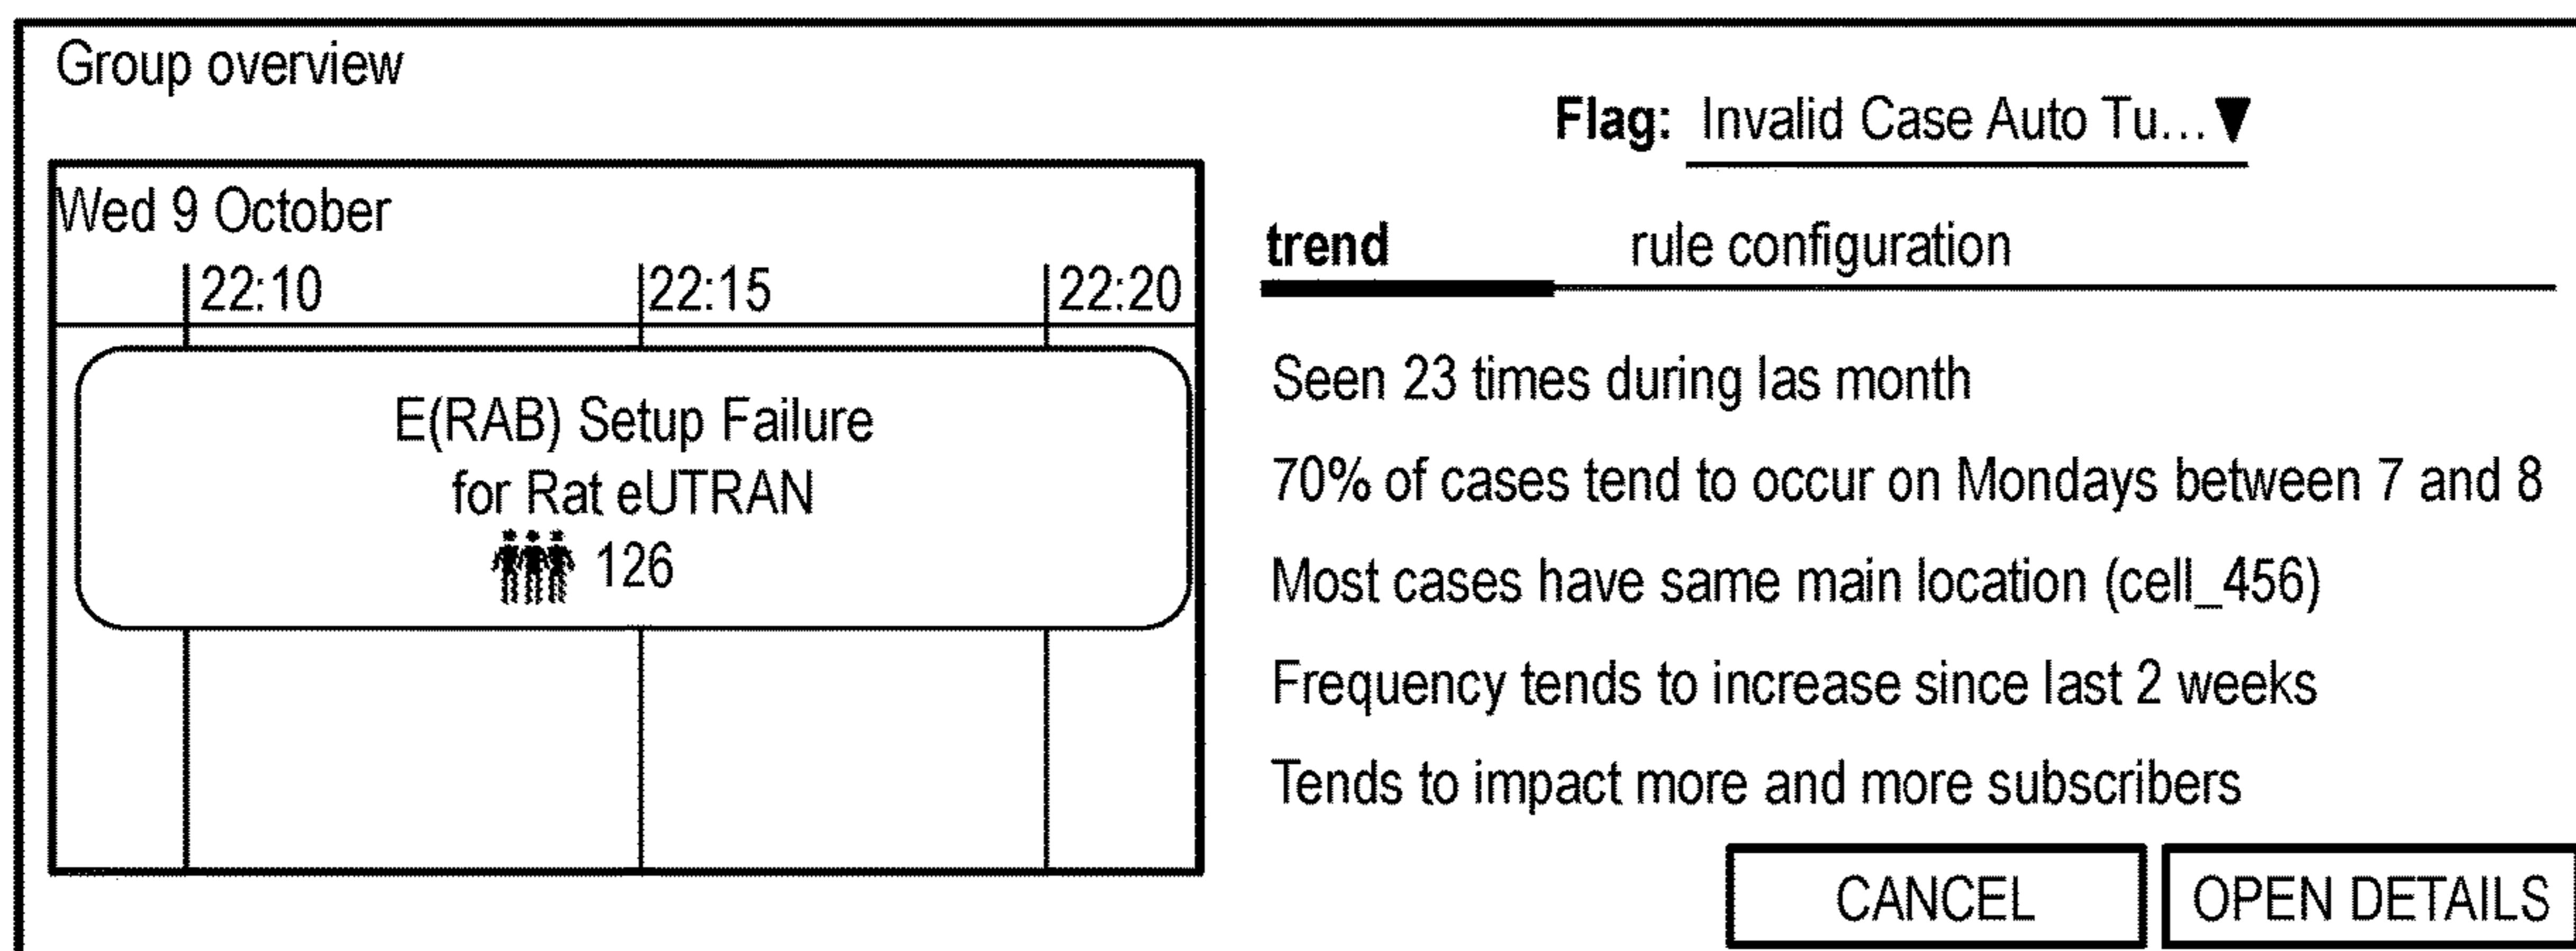 Group overview
Flag: Invalid Case Auto Tu...
Wed 9 October
22:10 22:15 22:20
trend rule configuration
E(RAB) Setup Failure
for Rat eUTRAN
126
Seen 23 times during las month
70% of cases tend to occur on Mondays between 7 and 8
Most cases have same main location (cell_456)
Frequency tends to increase since last 2 weeks
Tends to impact more and more subscribers
CANCEL OPEN DETAILS